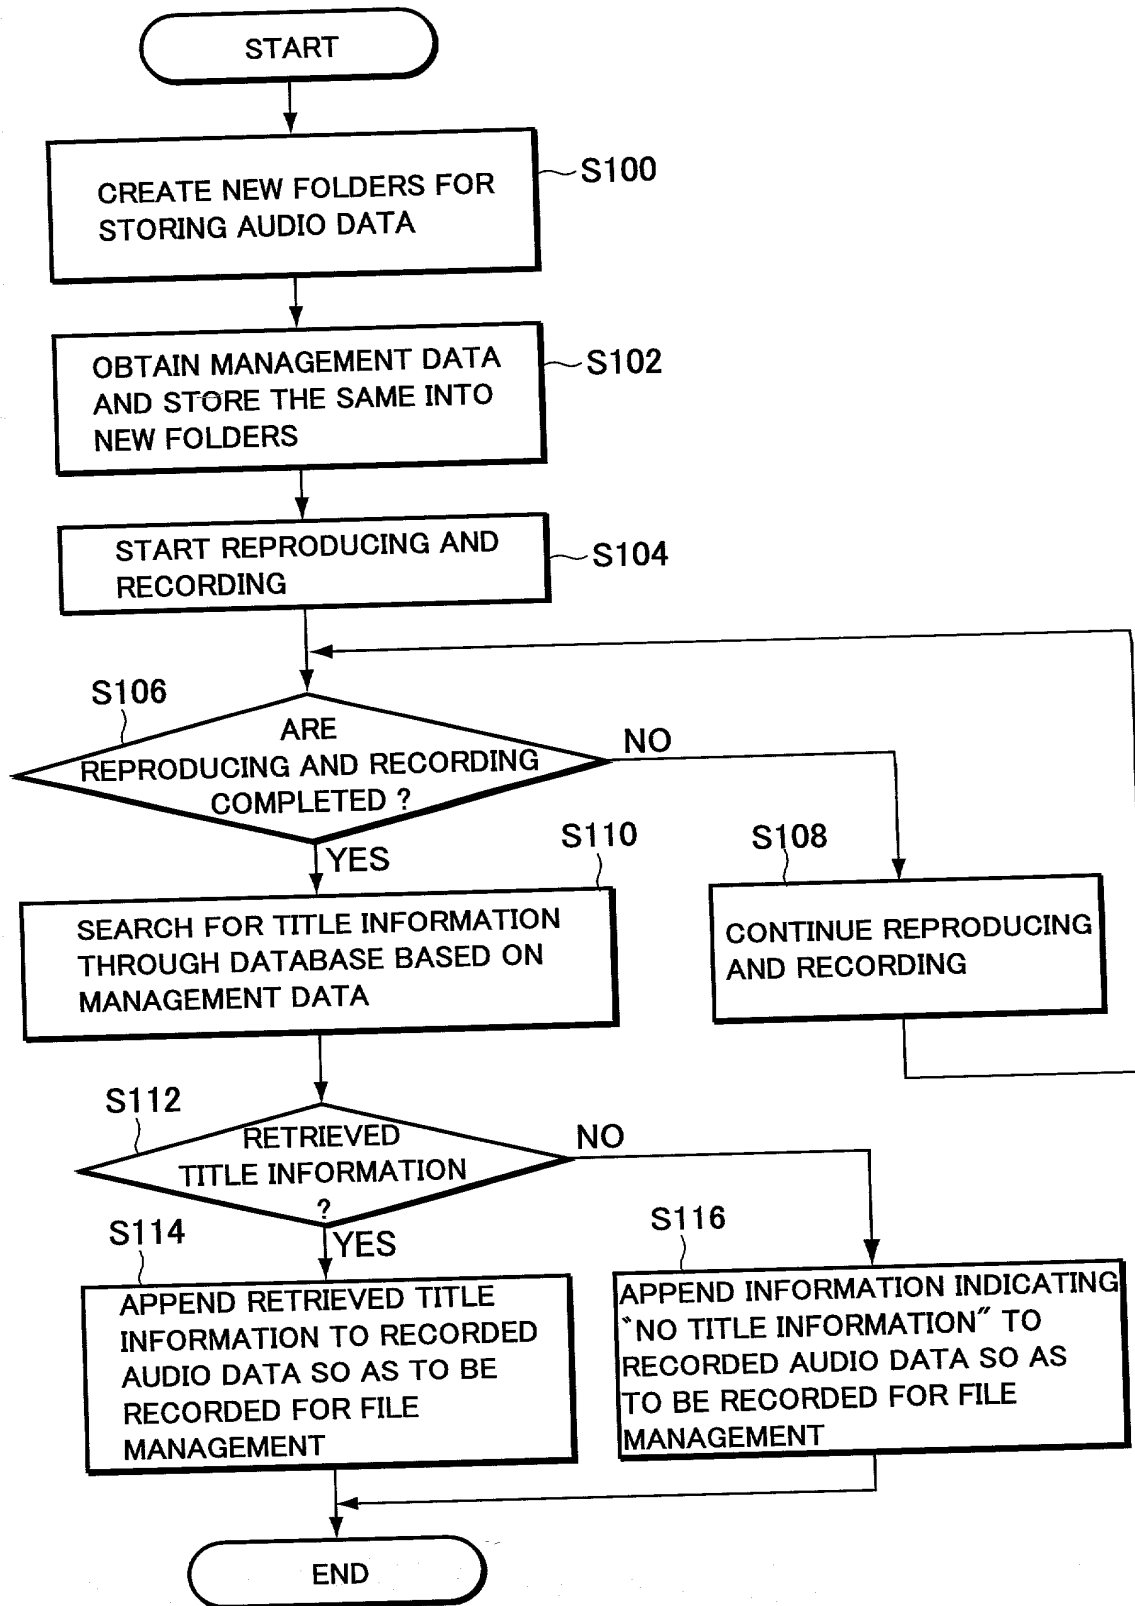 START
CREATE NEW FOLDERS FOR
STORING AUDIO DATA
S100
OBTAIN MANAGEMENT DATA
AND STORE THE SAME INTO
NEW FOLDERS
S102
START REPRODUCING AND
RECORDING
S104
S106
ARE
REPRODUCING AND RECORDING
COMPLETED ?
NO
YES
S110
S108
SEARCH FOR TITLE INFORMATION
THROUGH DATABASE BASED ON
MANAGEMENT DATA
CONTINUE REPRODUCING
AND RECORDING
S112
RETRIEVED
TITLE INFORMATION
?
NO
YES
S114
S116
APPEND RETRIEVED TITLE
INFORMATION TO RECORDED
AUDIO DATA SO AS TO BE
RECORDED FOR FILE
MANAGEMENT
APPEND INFORMATION INDICATING
“NO TITLE INFORMATION” TO
RECORDED AUDIO DATA SO AS
TO BE RECORDED FOR FILE
MANAGEMENT
END